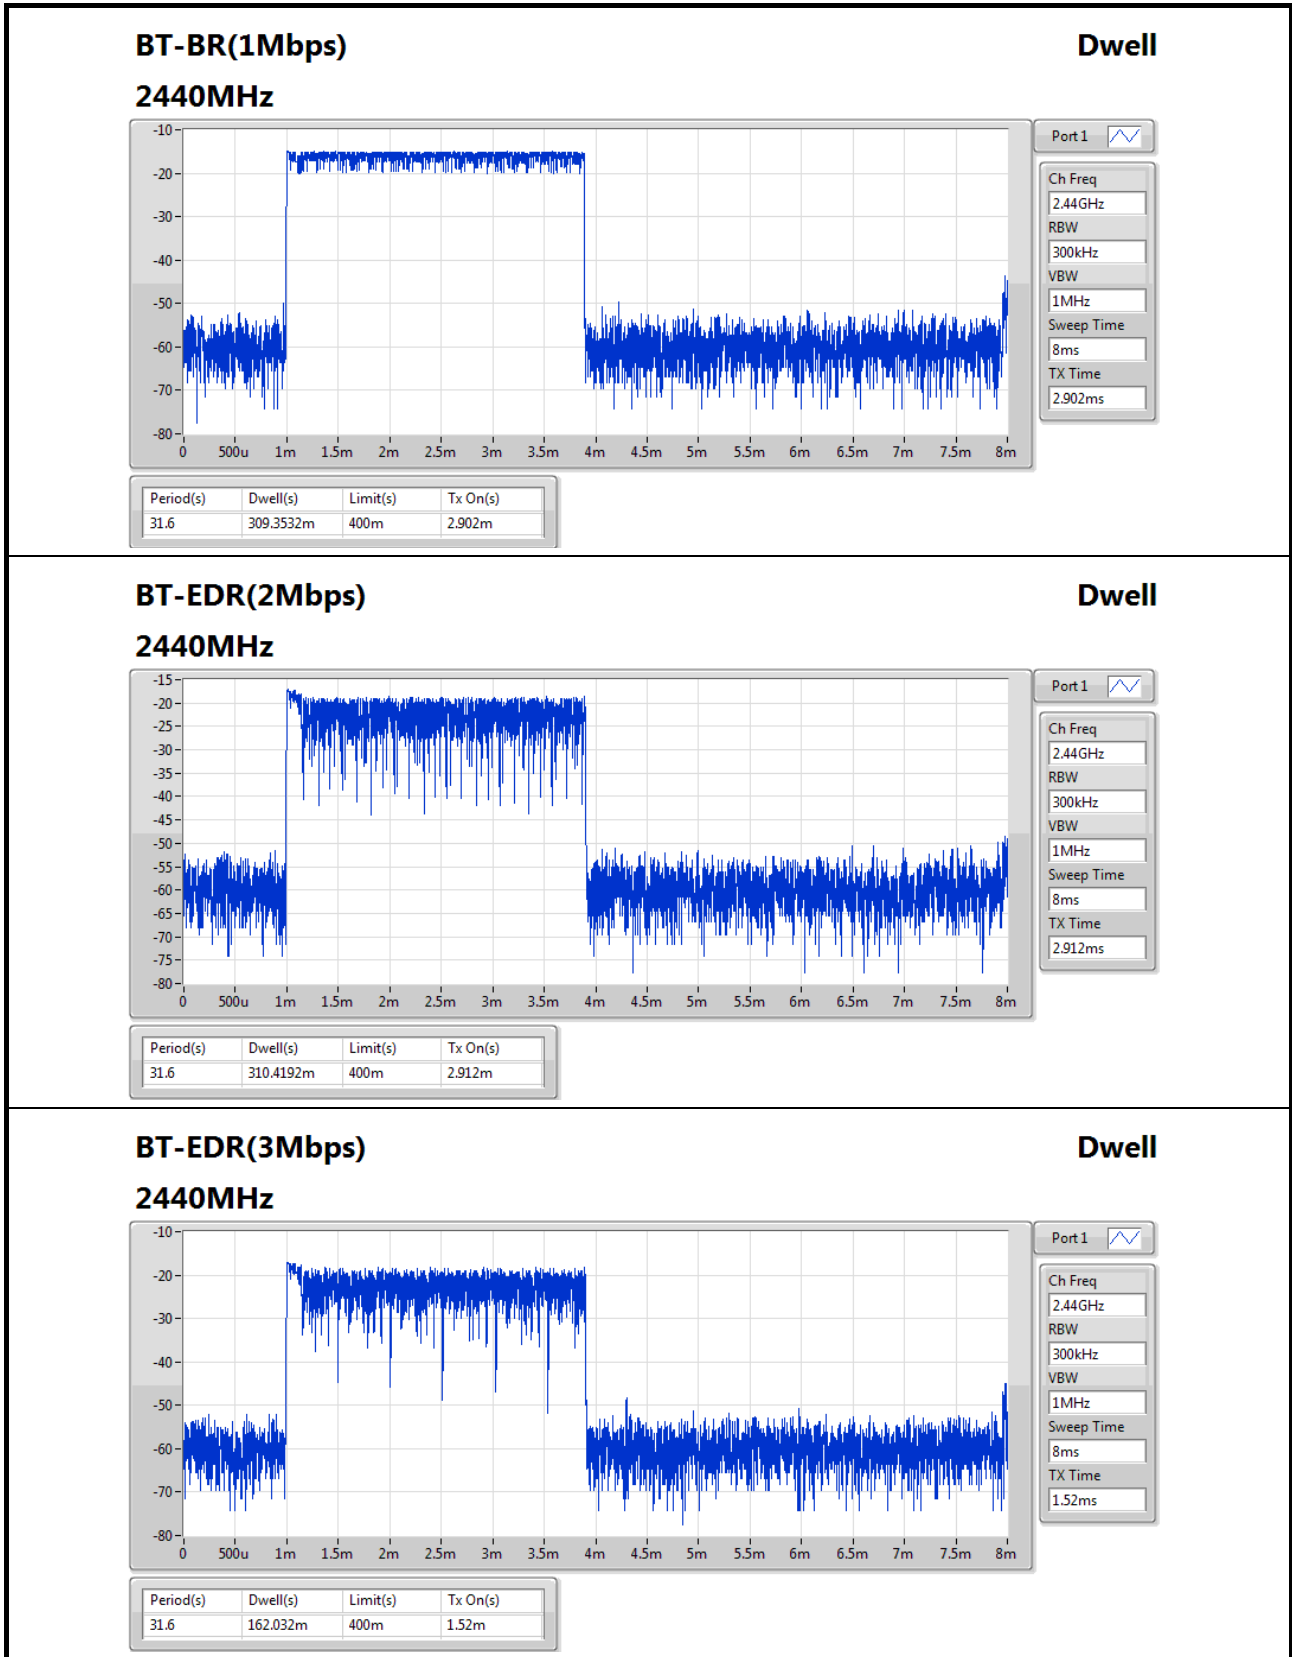 BT-BR(1Mbps) Dwell
2440MHz
-10
-20
-30
-40
-50
-60
-70
-80
0 500u 1m 1.5m 2m 2.5m 3m 3.5m 4m 4.5m 5m 5.5m 6m 6.5m 7m 7.5m 8m
Port 1
Ch Freq
2.44GHz
RBW
300kHz
VBW
1MHz
Sweep Time
8ms
TX Time
2.902ms
Period(s) Dwell(s) Limit(s) Tx On(s)
31.6 309.3532m 400m 2.902m
BT-EDR(2Mbps) Dwell
2440MHz
-15
-20
-25
-30
-35
-40
-45
-50
-55
-60
-65
-70
-75
-80
0 500u 1m 1.5m 2m 2.5m 3m 3.5m 4m 4.5m 5m 5.5m 6m 6.5m 7m 7.5m 8m
Port 1
Ch Freq
2.44GHz
RBW
300kHz
VBW
1MHz
Sweep Time
8ms
TX Time
2.912ms
Period(s) Dwell(s) Limit(s) Tx On(s)
31.6 310.4192m 400m 2.912m
BT-EDR(3Mbps) Dwell
2440MHz
-10
-20
-30
-40
-50
-60
-70
-80
0 500u 1m 1.5m 2m 2.5m 3m 3.5m 4m 4.5m 5m 5.5m 6m 6.5m 7m 7.5m 8m
Port 1
Ch Freq
2.44GHz
RBW
300kHz
VBW
1MHz
Sweep Time
8ms
TX Time
1.52ms
Period(s) Dwell(s) Limit(s) Tx On(s)
31.6 162.032m 400m 1.52m